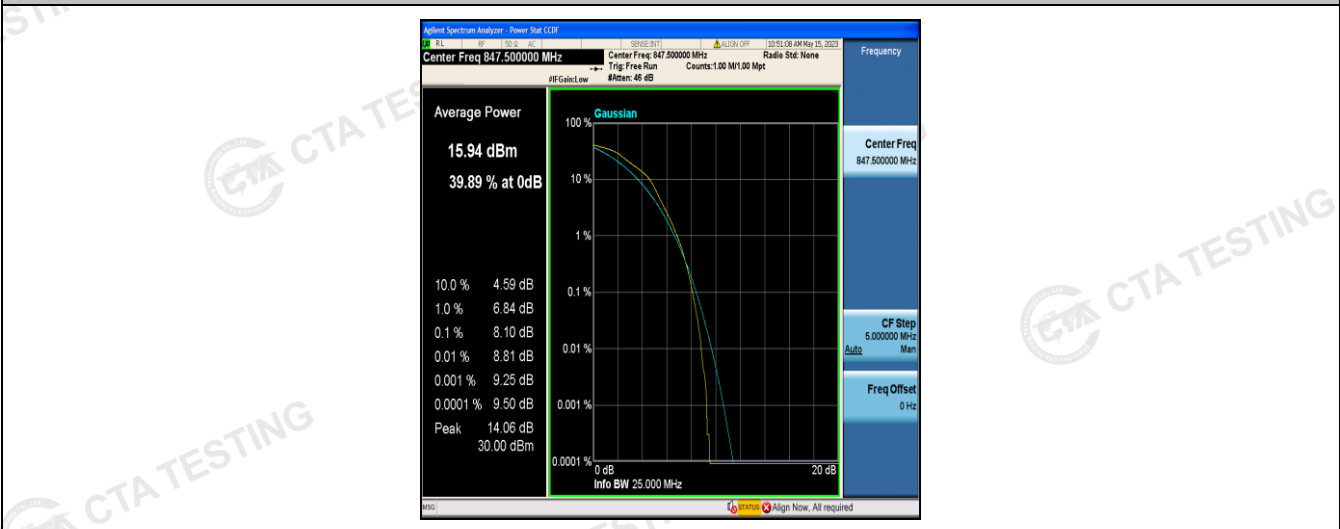 Agilent Spectrum Analyzer - Power Stat CCDF
RL RF 50 Ω AC SENSE:INT ALIGN OFF 10:51:08 AM May 15, 2023
Center Freq 847.500000 MHz
Center Freq: 847.500000 MHz Radio Std: None
Trig: Free Run Counts:1.00 M/1.00 Mpt
#IFGain:Low #Atten: 46 dB
Frequency
Average Power
15.94 dBm
39.89 % at 0dB
10.0 % 4.59 dB
1.0 % 6.84 dB
0.1 % 8.10 dB
0.01 % 8.81 dB
0.001 % 9.25 dB
0.0001 % 9.50 dB
Peak 14.06 dB
30.00 dBm
Gaussian
100 %
10 %
1 %
0.1 %
0.01 %
0.001 %
0.0001 %
0 dB 20 dB
Info BW 25.000 MHz
Center Freq
847.500000 MHz
CF Step
5.000000 MHz
Auto Man
Freq Offset
0 Hz
MSG STATUS Align Now, All required
CTA TESTING
CTA TESTING
CTA TESTING